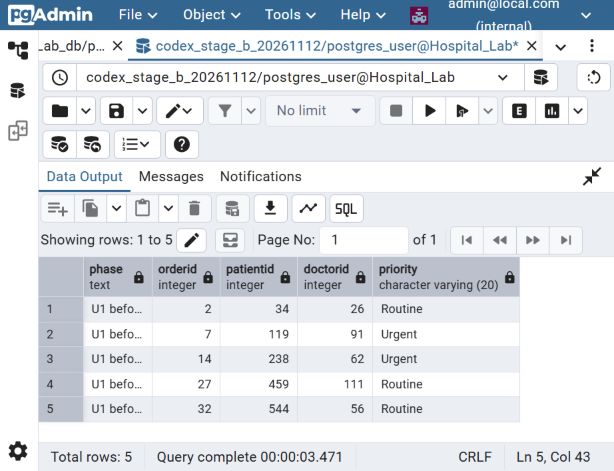 pgAdmin File Object Tools Help admin@local.com (internal)
_ab_db/p... codex_stage_b_20261112/postgres_user@Hospital_Lab*
codex_stage_b_20261112/postgres_user@Hospital_Lab
No limit
E
Data Output Messages Notifications
SQL
Showing rows: 1 to 5 Page No: 1 of 1
phase orderid patientid doctorid priority
text integer integer integer character varying (20)
1 U1 befo... 2 34 26 Routine
2 U1 befo... 7 119 91 Urgent
3 U1 befo... 14 238 62 Urgent
4 U1 befo... 27 459 111 Routine
5 U1 befo... 32 544 56 Routine
Total rows: 5 Query complete 00:00:03.471 CRLF Ln 5, Col 43